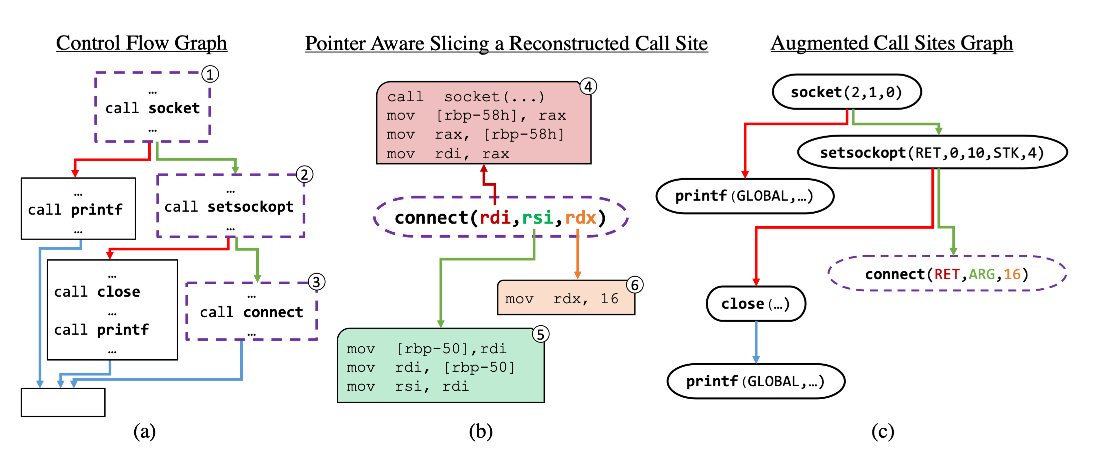 Control Flow Graph
Pointer Aware Slicing a Reconstructed Call Site
Augmented Call Sites Graph
1
…
call socket
…
…
call printf
…
2
…
call setsockopt
…
…
call close
…
call printf
…
3
…
call connect
…
(a)
4
call socket(...)
mov [rbp-58h], rax
mov rax, [rbp-58h]
mov rdi, rax
connect(rdi,rsi,rdx)
6
mov rdx, 16
5
mov [rbp-50],rdi
mov rdi, [rbp-50]
mov rsi, rdi
(b)
socket(2,1,0)
setsockopt(RET,0,10,STK,4)
printf(GLOBAL,…)
connect(RET,ARG,16)
close(…)
printf(GLOBAL,…)
(c)